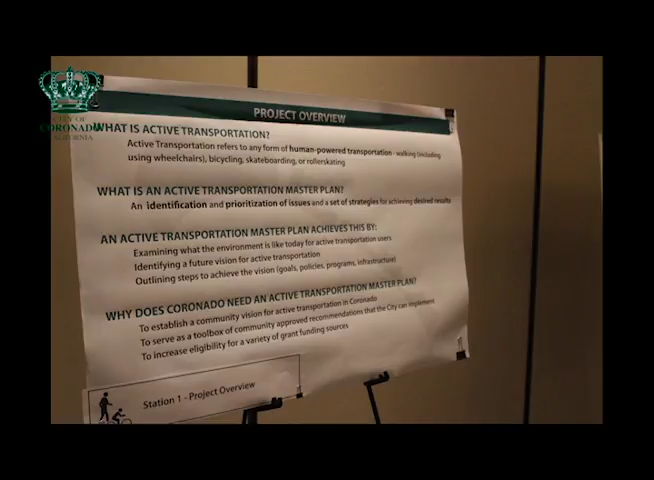 CITY OF
CORONADO
CALIFORNIA
PROJECT OVERVIEW
WHAT IS ACTIVE TRANSPORTATION?
Active Transportation refers to any form of human-powered transportation - walking (including
using wheelchairs), bicycling, skateboarding, or rollerskating
WHAT IS AN ACTIVE TRANSPORTATION MASTER PLAN?
An identification and prioritization of issues and a set of strategies for achieving desired results
AN ACTIVE TRANSPORTATION MASTER PLAN ACHIEVES THIS BY:
Examining what the environment is like today for active transportation users
Identifying a future vision for active transportation
Outlining steps to achieve the vision (goals, policies, programs, infrastructure)
WHY DOES CORONADO NEED AN ACTIVE TRANSPORTATION MASTER PLAN?
To establish a community vision for active transportation in Coronado
To serve as a toolbox of community approved recommendations that the City can implement
To increase eligibility for a variety of grant funding sources
Station 1 - Project Overview